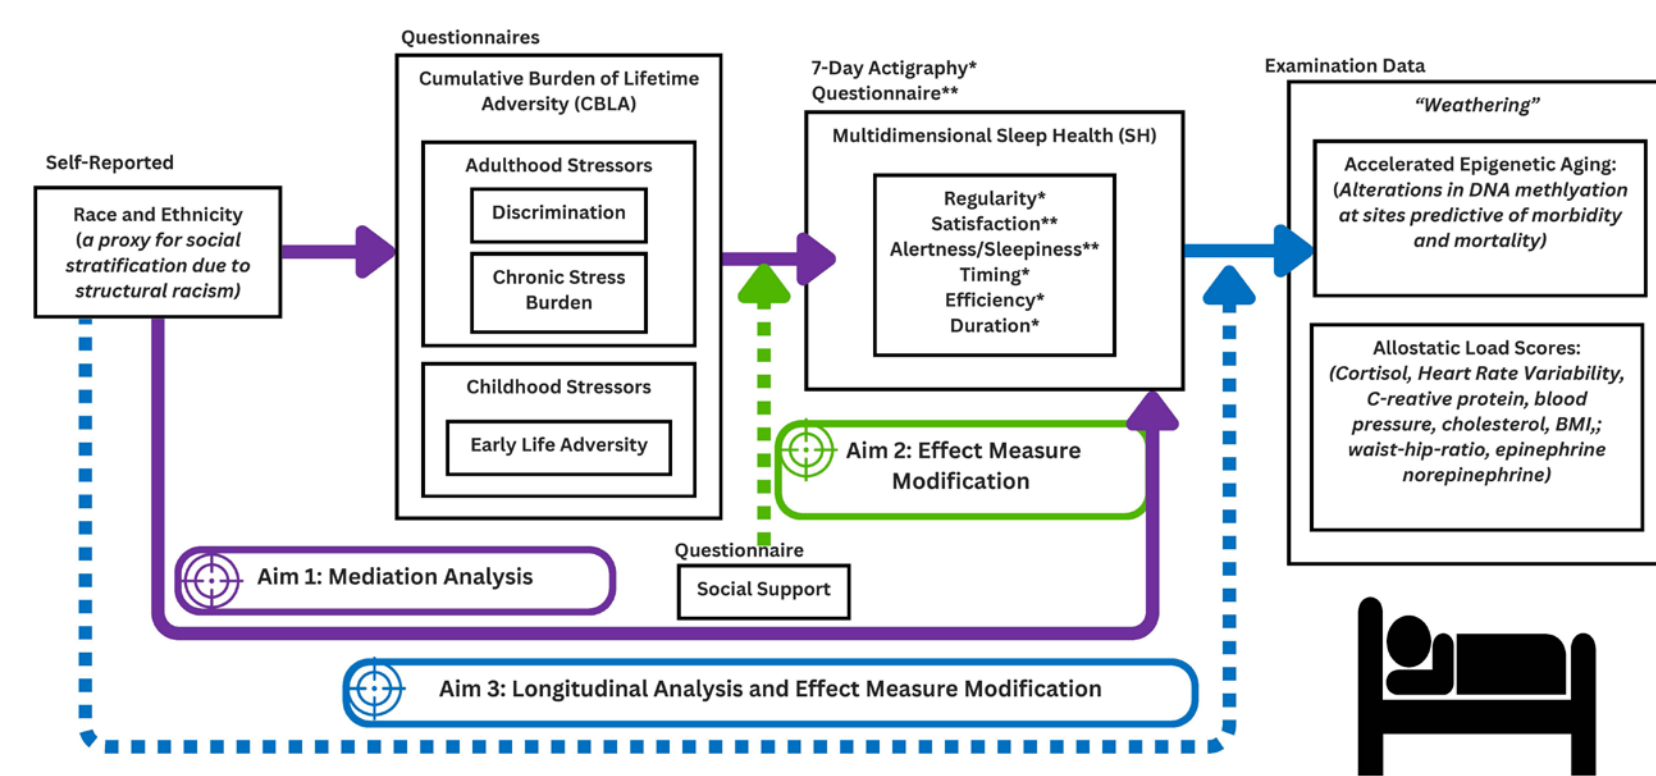 Self-Reported
Race and Ethnicity
(a proxy for social
stratification due to
structural racism)
Questionnaires
Cumulative Burden of Lifetime
Adversity (CBLA)
Adulthood Stressors
Discrimination
Chronic Stress
Burden
Childhood Stressors
Early Life Adversity
7-Day Actigraphy*
Questionnaire**
Multidimensional Sleep Health (SH)
Regularity*
Satisfaction**
Alertness/Sleepiness**
Timing*
Efficiency*
Duration*
Examination Data
“Weathering”
Accelerated Epigenetic Aging:
(Alterations in DNA methlyation
at sites predictive of morbidity
and mortality)
Allostatic Load Scores:
(Cortisol, Heart Rate Variability,
C-reative protein, blood
pressure, cholesterol, BMI,;
waist-hip-ratio, epinephrine
norepinephrine)
Aim 2: Effect Measure
Modification
Questionnaire
Social Support
Aim 1: Mediation Analysis
Aim 3: Longitudinal Analysis and Effect Measure Modification